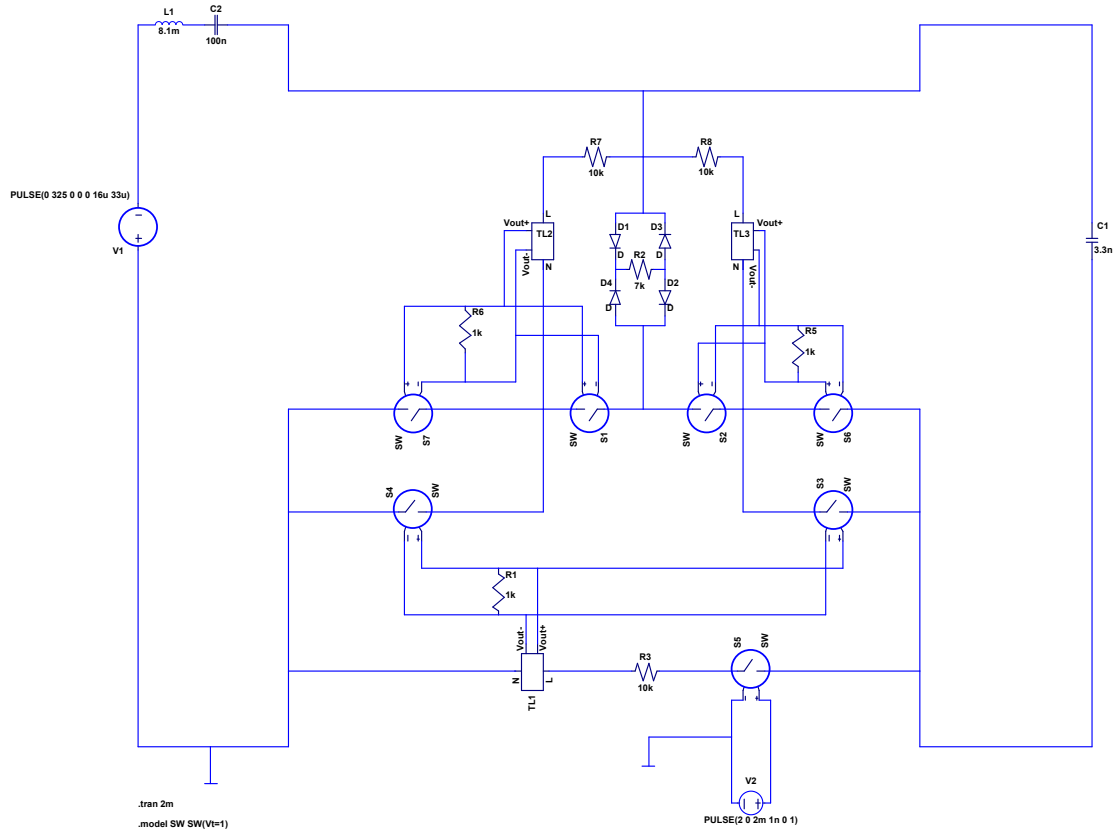 L1
8.1m
C2
100n
R7
10k
R8
10k
PULSE(0 325 0 0 0 16u 33u)
V1
L
Vout+
TL2
Vout-
N
D1
D
D3
D
R2
7k
D4
D
D2
D
L
Vout+
TL3
N
Vout-
C1
3.3n
R6
1k
R5
1k
+ -
SW
S7
+ -
SW
S1
+ -
SW
S2
+ -
SW
S6
S4
SW
- +
S3
SW
- +
R1
1k
Vout-
Vout+
N
L
TL1
R3
10k
S5
SW
- +
V2
PULSE(2 0 2m 1n 0 1)
.tran 2m
.model SW SW(Vt=1)